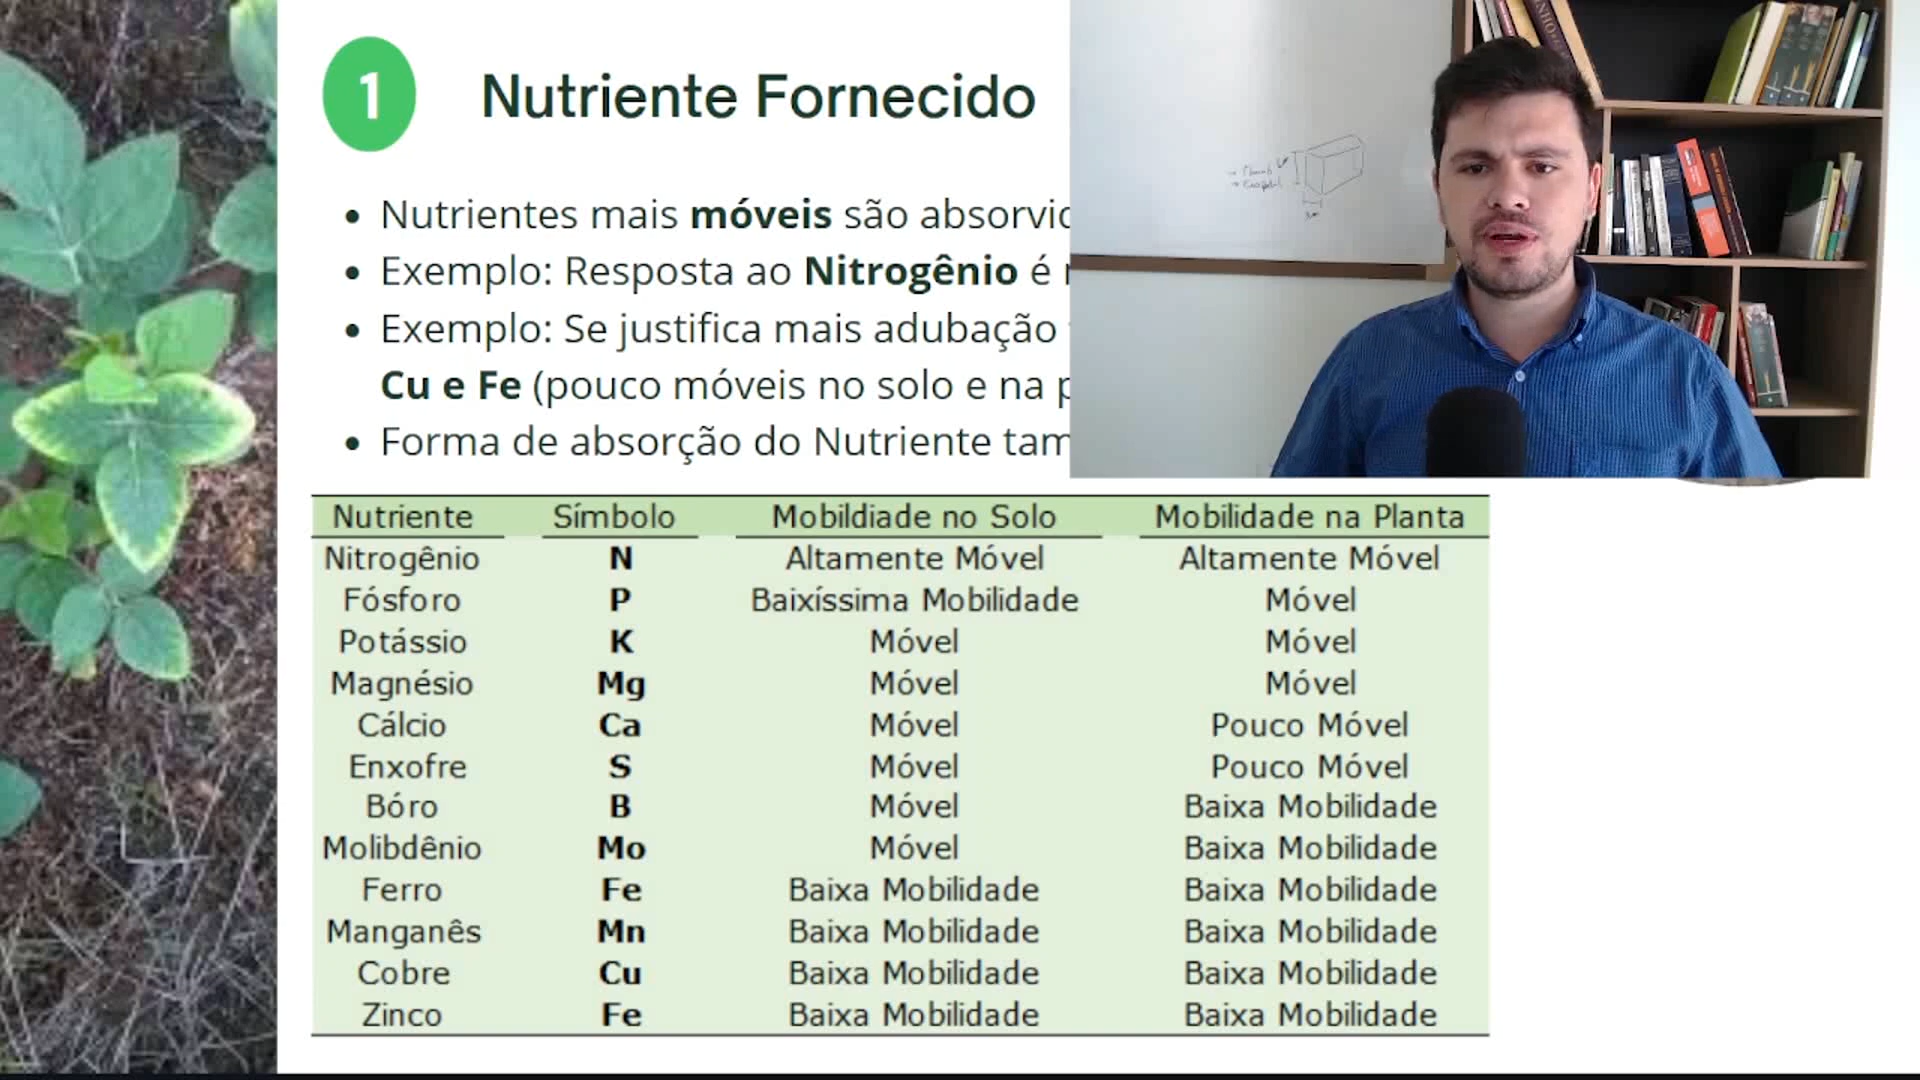 1
Nutriente Fornecido
• Nutrientes mais móveis são
• Exemplo: Resposta ao Nitrogênio é
• Exemplo: Se justifica mais adubação
Cu e Fe (pouco móveis no solo e na
• Forma de absorção do Nutriente
Nutriente Símbolo Mobildiade no Solo Mobilidade na Planta
Nitrogênio N Altamente Móvel Altamente Móvel
Fósforo P Baixíssima Mobilidade Móvel
Potássio K Móvel Móvel
Magnésio Mg Móvel Móvel
Cálcio Ca Móvel Pouco Móvel
Enxofre S Móvel Pouco Móvel
Bóro B Móvel Baixa Mobilidade
Molibdênio Mo Móvel Baixa Mobilidade
Ferro Fe Baixa Mobilidade Baixa Mobilidade
Manganês Mn Baixa Mobilidade Baixa Mobilidade
Cobre Cu Baixa Mobilidade Baixa Mobilidade
Zinco Fe Baixa Mobilidade Baixa Mobilidade